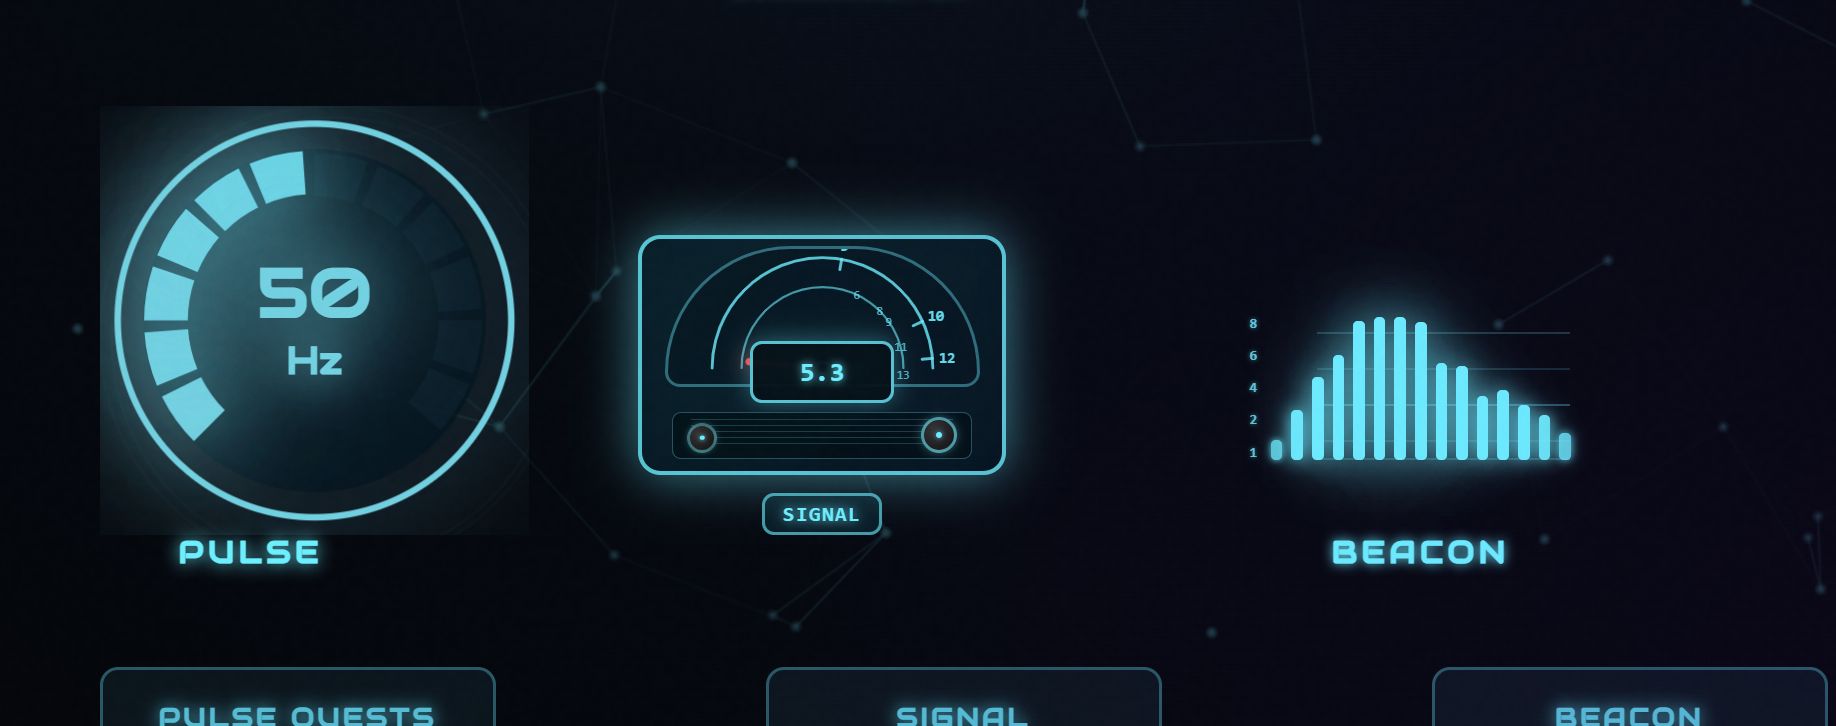 50
Hz
PULSE
6
8
9
10
11
12
13
5.3
SIGNAL
8
6
4
2
1
BEACON
PULSE QUESTS
SIGNAL
BEACON